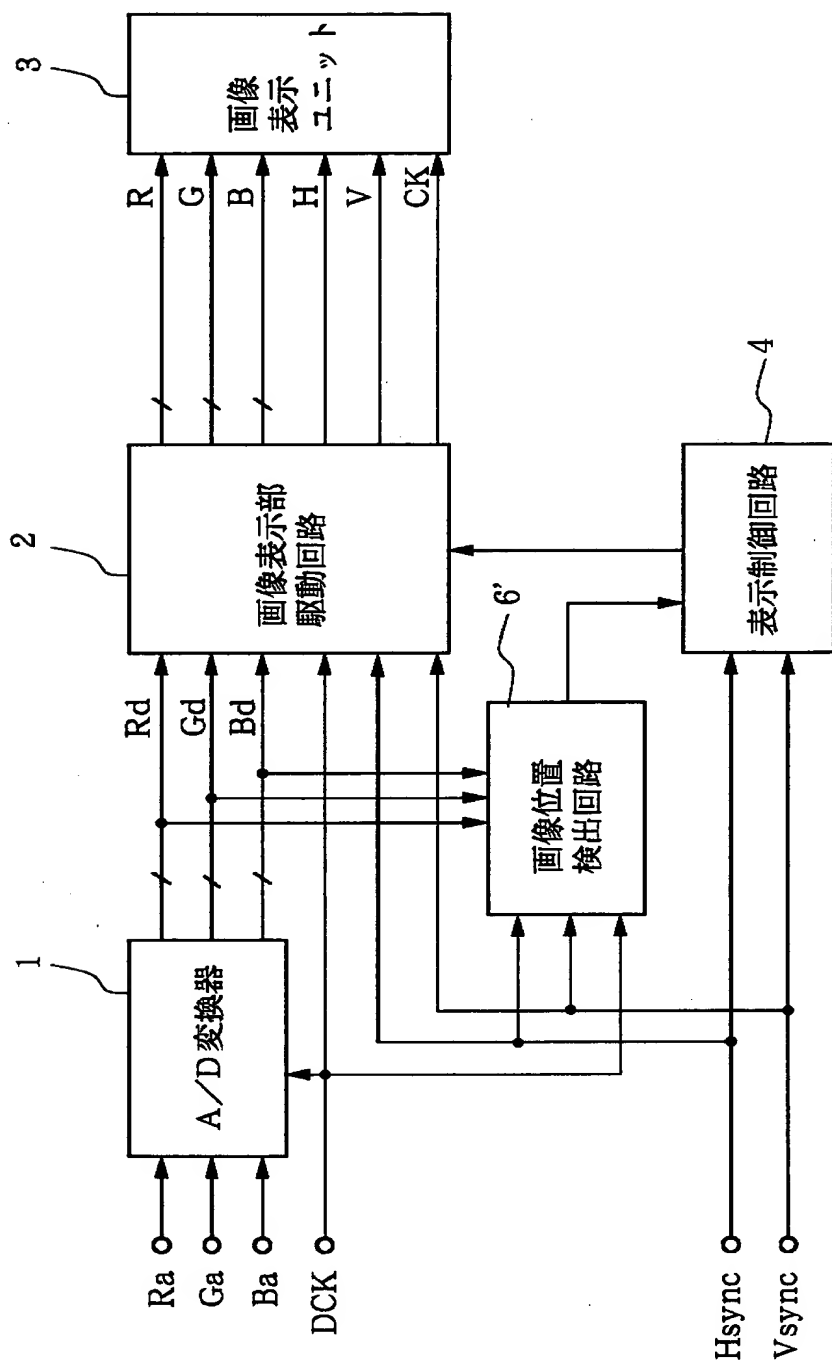 1
2
3
Ra
Ga
Ba
DCK
A/D変換器
Rd
Gd
Bd
画像表示部
駆動回路
R
G
B
H
V
CK
画像
表示
ユニット
6'
画像位置
検出回路
4
表示制御回路
Hsync
Vsync